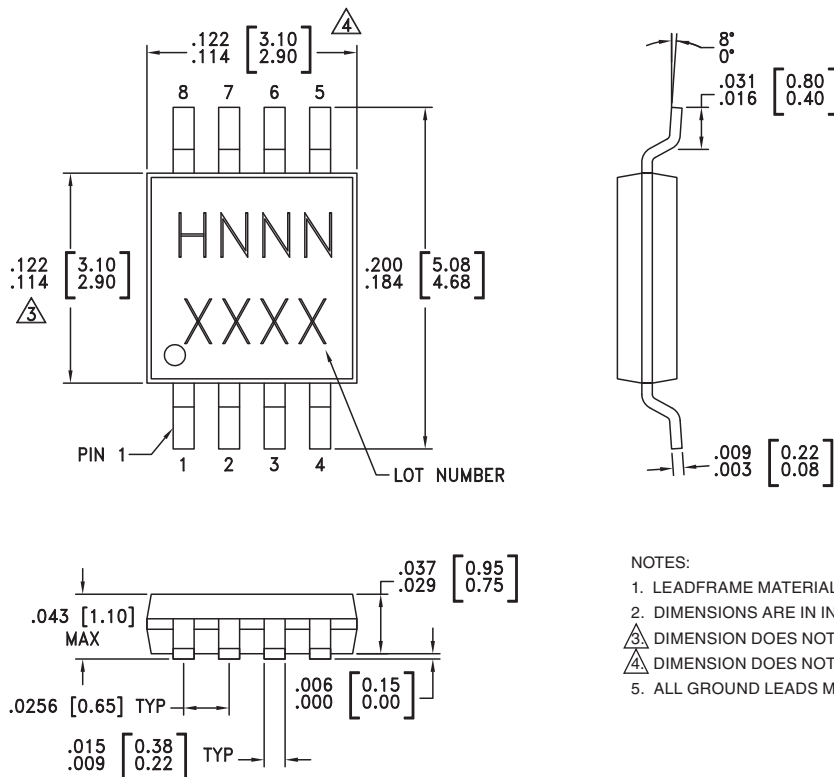 .122 [3.10]
.114 [2.90]
4
8 7 6 5
HNNN
XXXX
.122 [3.10]
.114 [2.90]
3
.200 [5.08]
.184 [4.68]
PIN 1
1 2 3 4
LOT NUMBER
8°
0°
.031 [0.80]
.016 [0.40]
.009 [0.22]
.003 [0.08]
.043 [1.10]
MAX
.037 [0.95]
.029 [0.75]
.0256 [0.65] TYP
.006 [0.15]
.000 [0.00]
.015 [0.38]
.009 [0.22]
TYP
NOTES:
1. LEADFRAME MATERIAL
2. DIMENSIONS ARE IN IN
3. DIMENSION DOES NOT
4. DIMENSION DOES NOT
5. ALL GROUND LEADS M